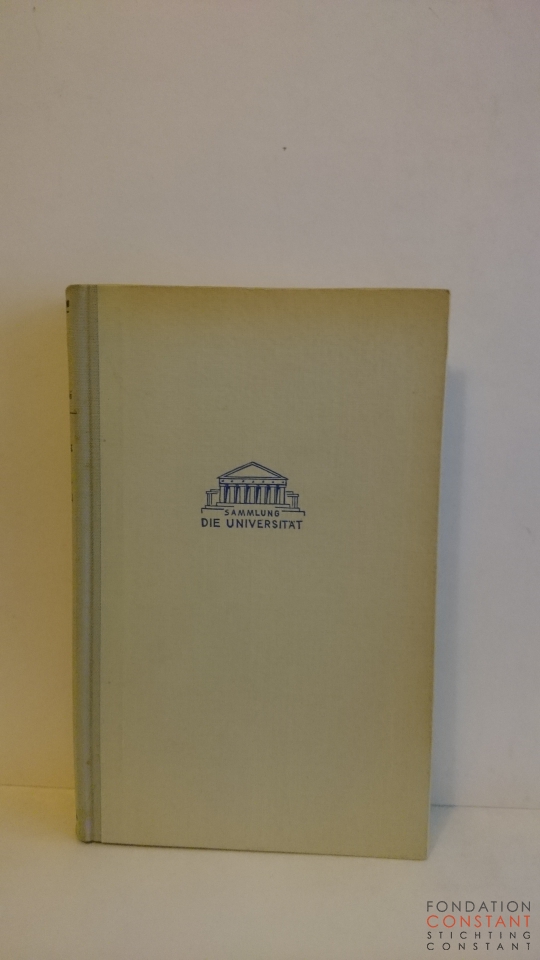 SAMMLUNG
DIE UNIVERSITÄT
FONDATION
CONSTANT
STICHTING
CONSTANT